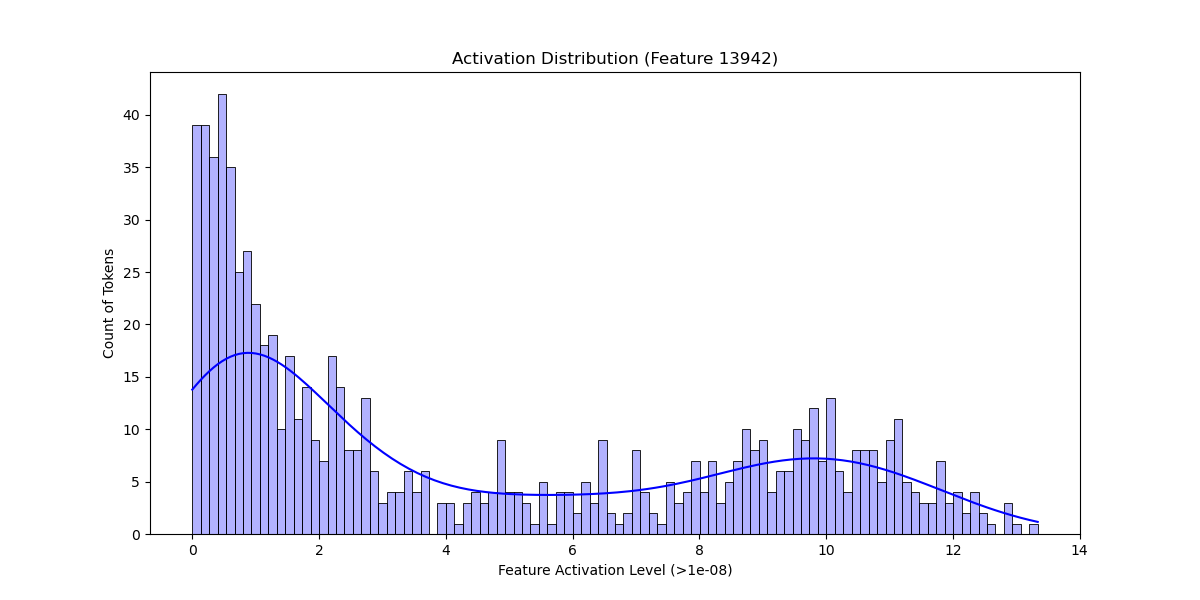 Activation Distribution (Feature 13942)
Count of Tokens
40
35
30
25
20
15
10
5
0
0 2 4 6 8 10 12 14
Feature Activation Level (>1e-08)